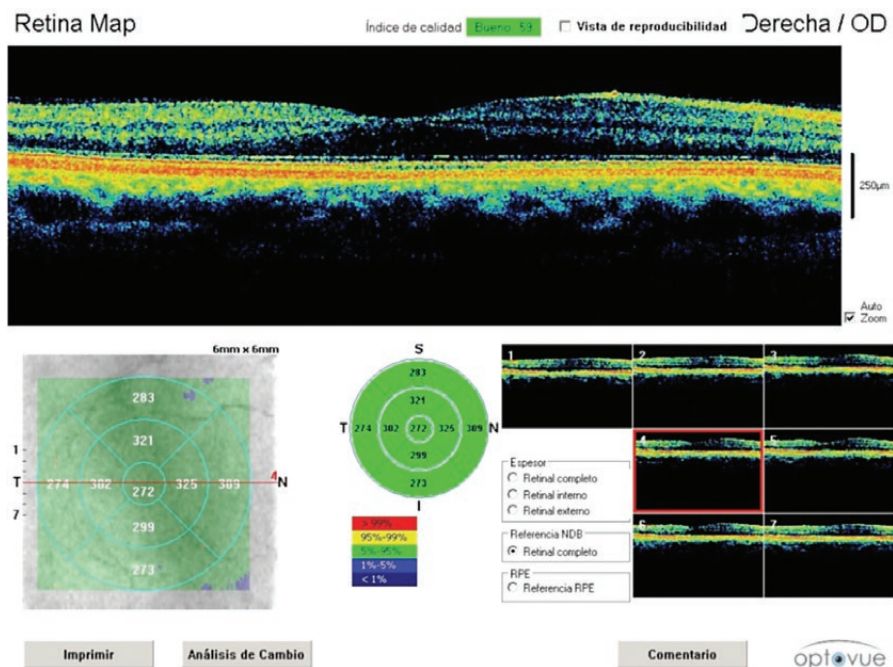 Retina Map
Índice de calidad Bueno 59 Vista de reproducibilidad Derecha / OD
250µm
Auto
Zoom
6mm x 6mm
283
321
1
T 274 302 272 325 309 4 N
7
299
273
S
283
321
T 274 302 272 325 309 N
299
273
I
> 99%
95%-99%
5%-95%
1%-5%
< 1%
1 2 3
4 5
6 7
Espesor
Retinal completo
Retinal interno
Retinal externo
Referencia NDB
Retinal completo
RPE
Referencia RPE
Imprimir Análisis de Cambio Comentario
optovue